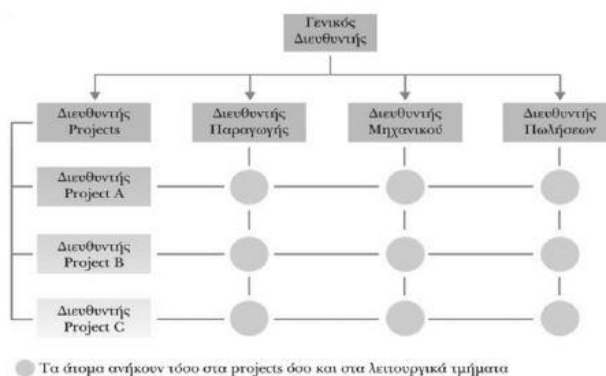 Γενικός
Διευθυντής
Διευθυντής
Projects
Διευθυντής
Παραγωγής
Διευθυντής
Μηχανικού
Διευθυντής
Πωλήσεων
Διευθυντής
Project A
Διευθυντής
Project B
Διευθυντής
Project C
Τα άτομα ανήκουν τόσο στα projects όσο και στα λειτουργικά τμήματα